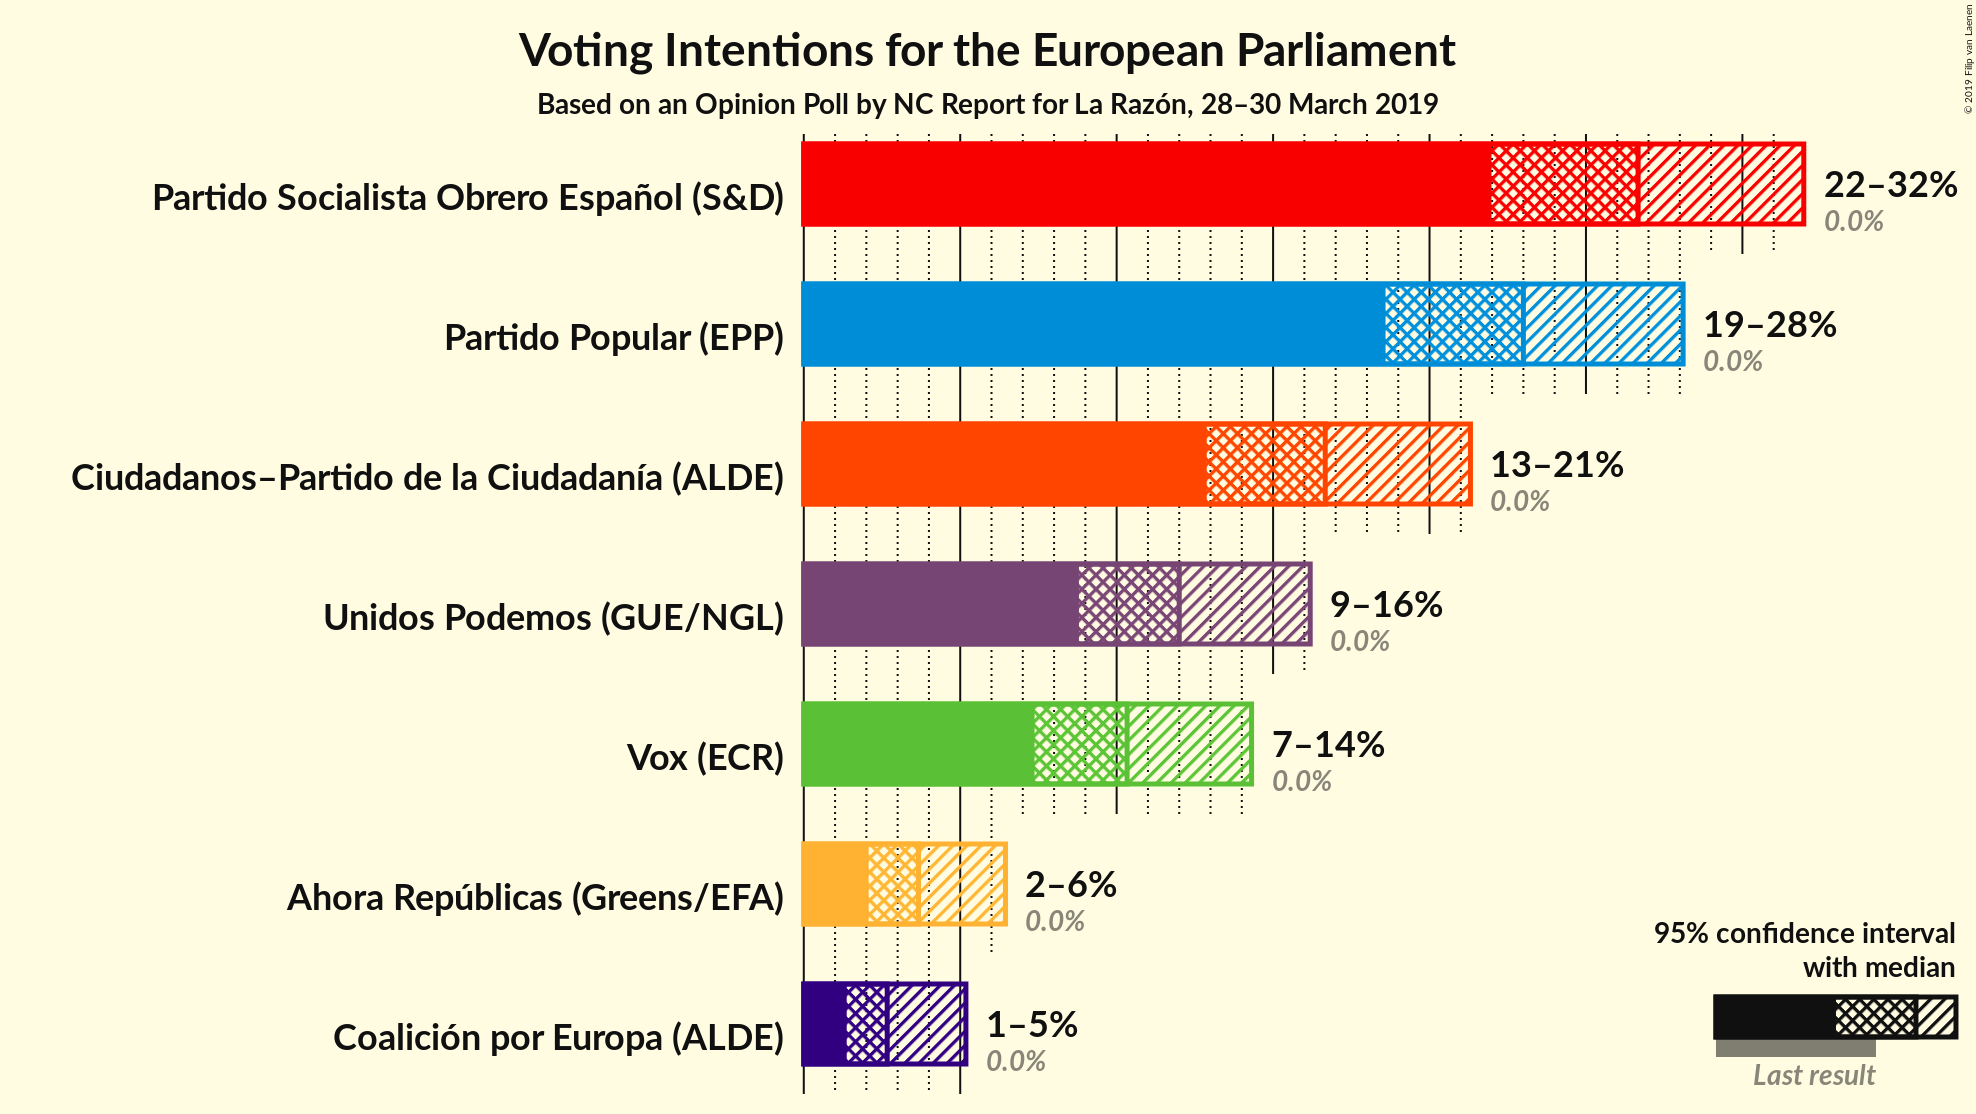 Voting Intentions for the European Parliament
Based on an Opinion Poll by NC Report for La Razón, 28–30 March 2019
© 2019 Filip van Laenen
Partido Socialista Obrero Español (S&D)
22–32%
0.0%
Partido Popular (EPP)
19–28%
0.0%
Ciudadanos–Partido de la Ciudadanía (ALDE)
13–21%
0.0%
Unidos Podemos (GUE/NGL)
9–16%
0.0%
Vox (ECR)
7–14%
0.0%
Ahora Repúblicas (Greens/EFA)
2–6%
0.0%
Coalición por Europa (ALDE)
1–5%
0.0%
95% confidence interval
with median
Last result